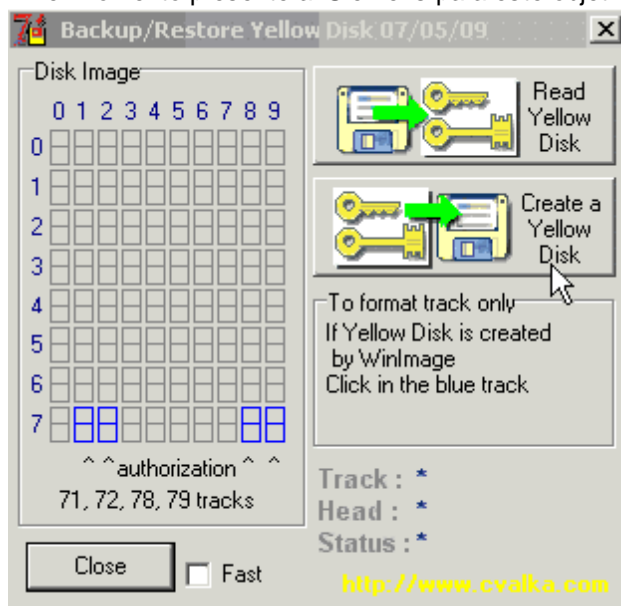 Backup/Restore Yellow Disk 07/05/09
Disk Image
0 1 2 3 4 5 6 7 8 9
0
1
2
3
4
5
6
7
^ ^authorization ^ ^
71, 72, 78, 79 tracks
Close
Fast
Read
Yellow
Disk
Create a
Yellow
Disk
To format track only
If Yellow Disk is created
by WinImage
Click in the blue track
Track : *
Head : *
Status : *
http://www.cvalka.com